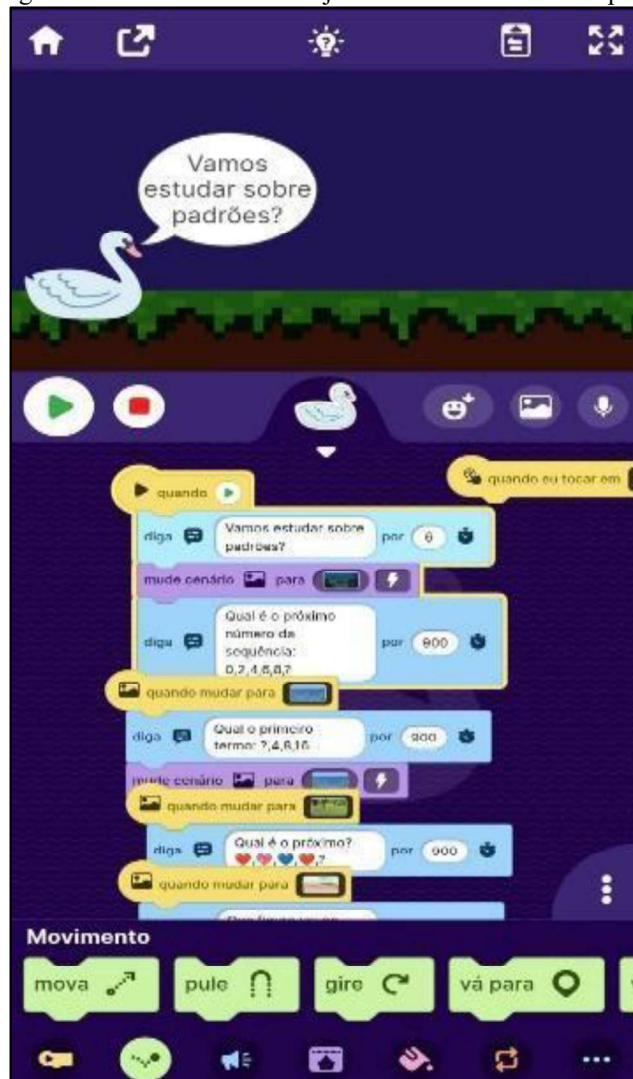 Vamos
estudar sobre
padrões?
quando
quando eu tocar em
diga Vamos estudar sobre
padrões? por 6
mude cenário para
diga Qual é o próximo
número da
sequência:
0,2,4,6,8,? por 900
quando mudar para
diga Qual o primeiro
termo: ?,4,8,16 por 900
mude cenário para
quando mudar para
diga Qual é o próximo?
❤️,💖,💙,❤️,? por 900
quando mudar para
Movimento
mova pule gire vá para